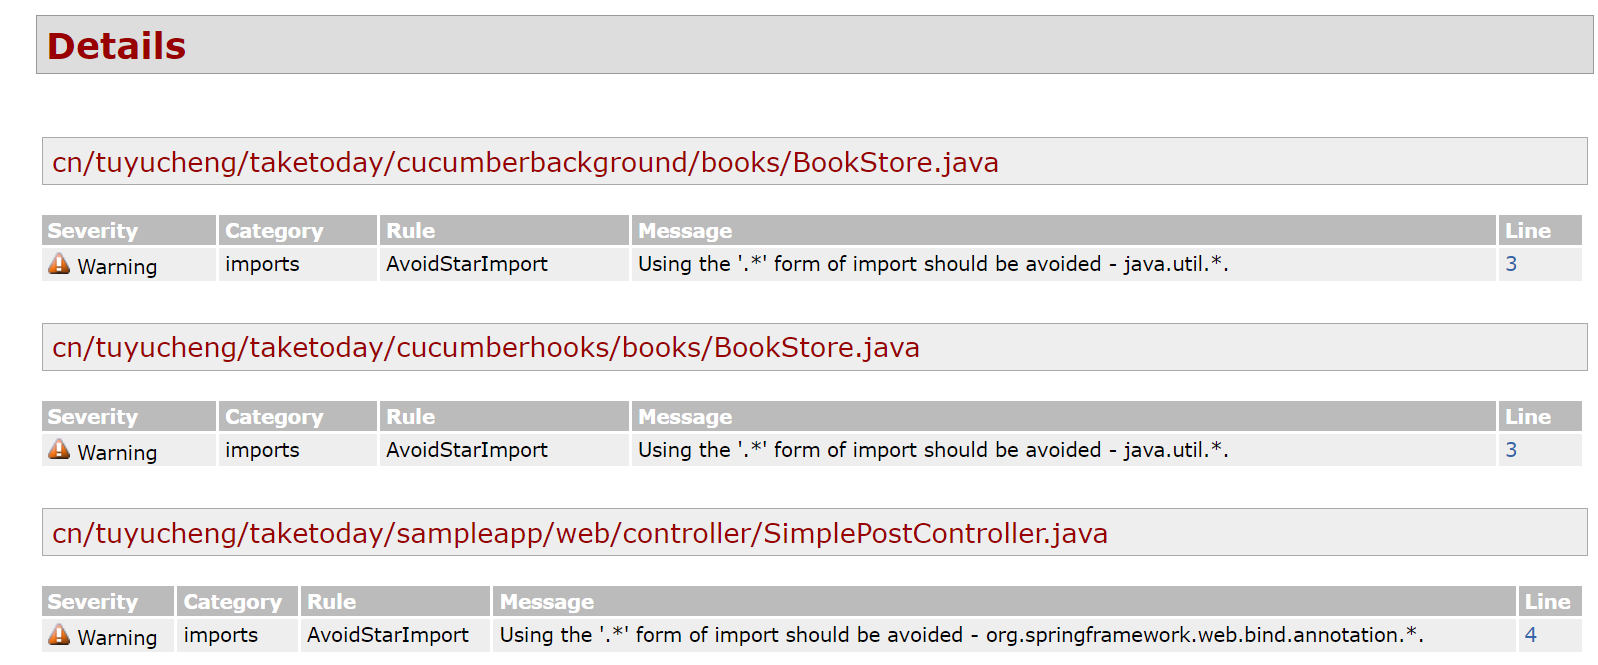 Details
cn/tuyucheng/taketoday/cucumberbackground/books/BookStore.java
Severity Category Rule Message Line
Warning imports AvoidStarImport Using the '.*' form of import should be avoided - java.util.*. 3
cn/tuyucheng/taketoday/cucumberhooks/books/BookStore.java
Severity Category Rule Message Line
Warning imports AvoidStarImport Using the '.*' form of import should be avoided - java.util.*. 3
cn/tuyucheng/taketoday/sampleapp/web/controller/SimplePostController.java
Severity Category Rule Message Line
Warning imports AvoidStarImport Using the '.*' form of import should be avoided - org.springframework.web.bind.annotation.*. 4